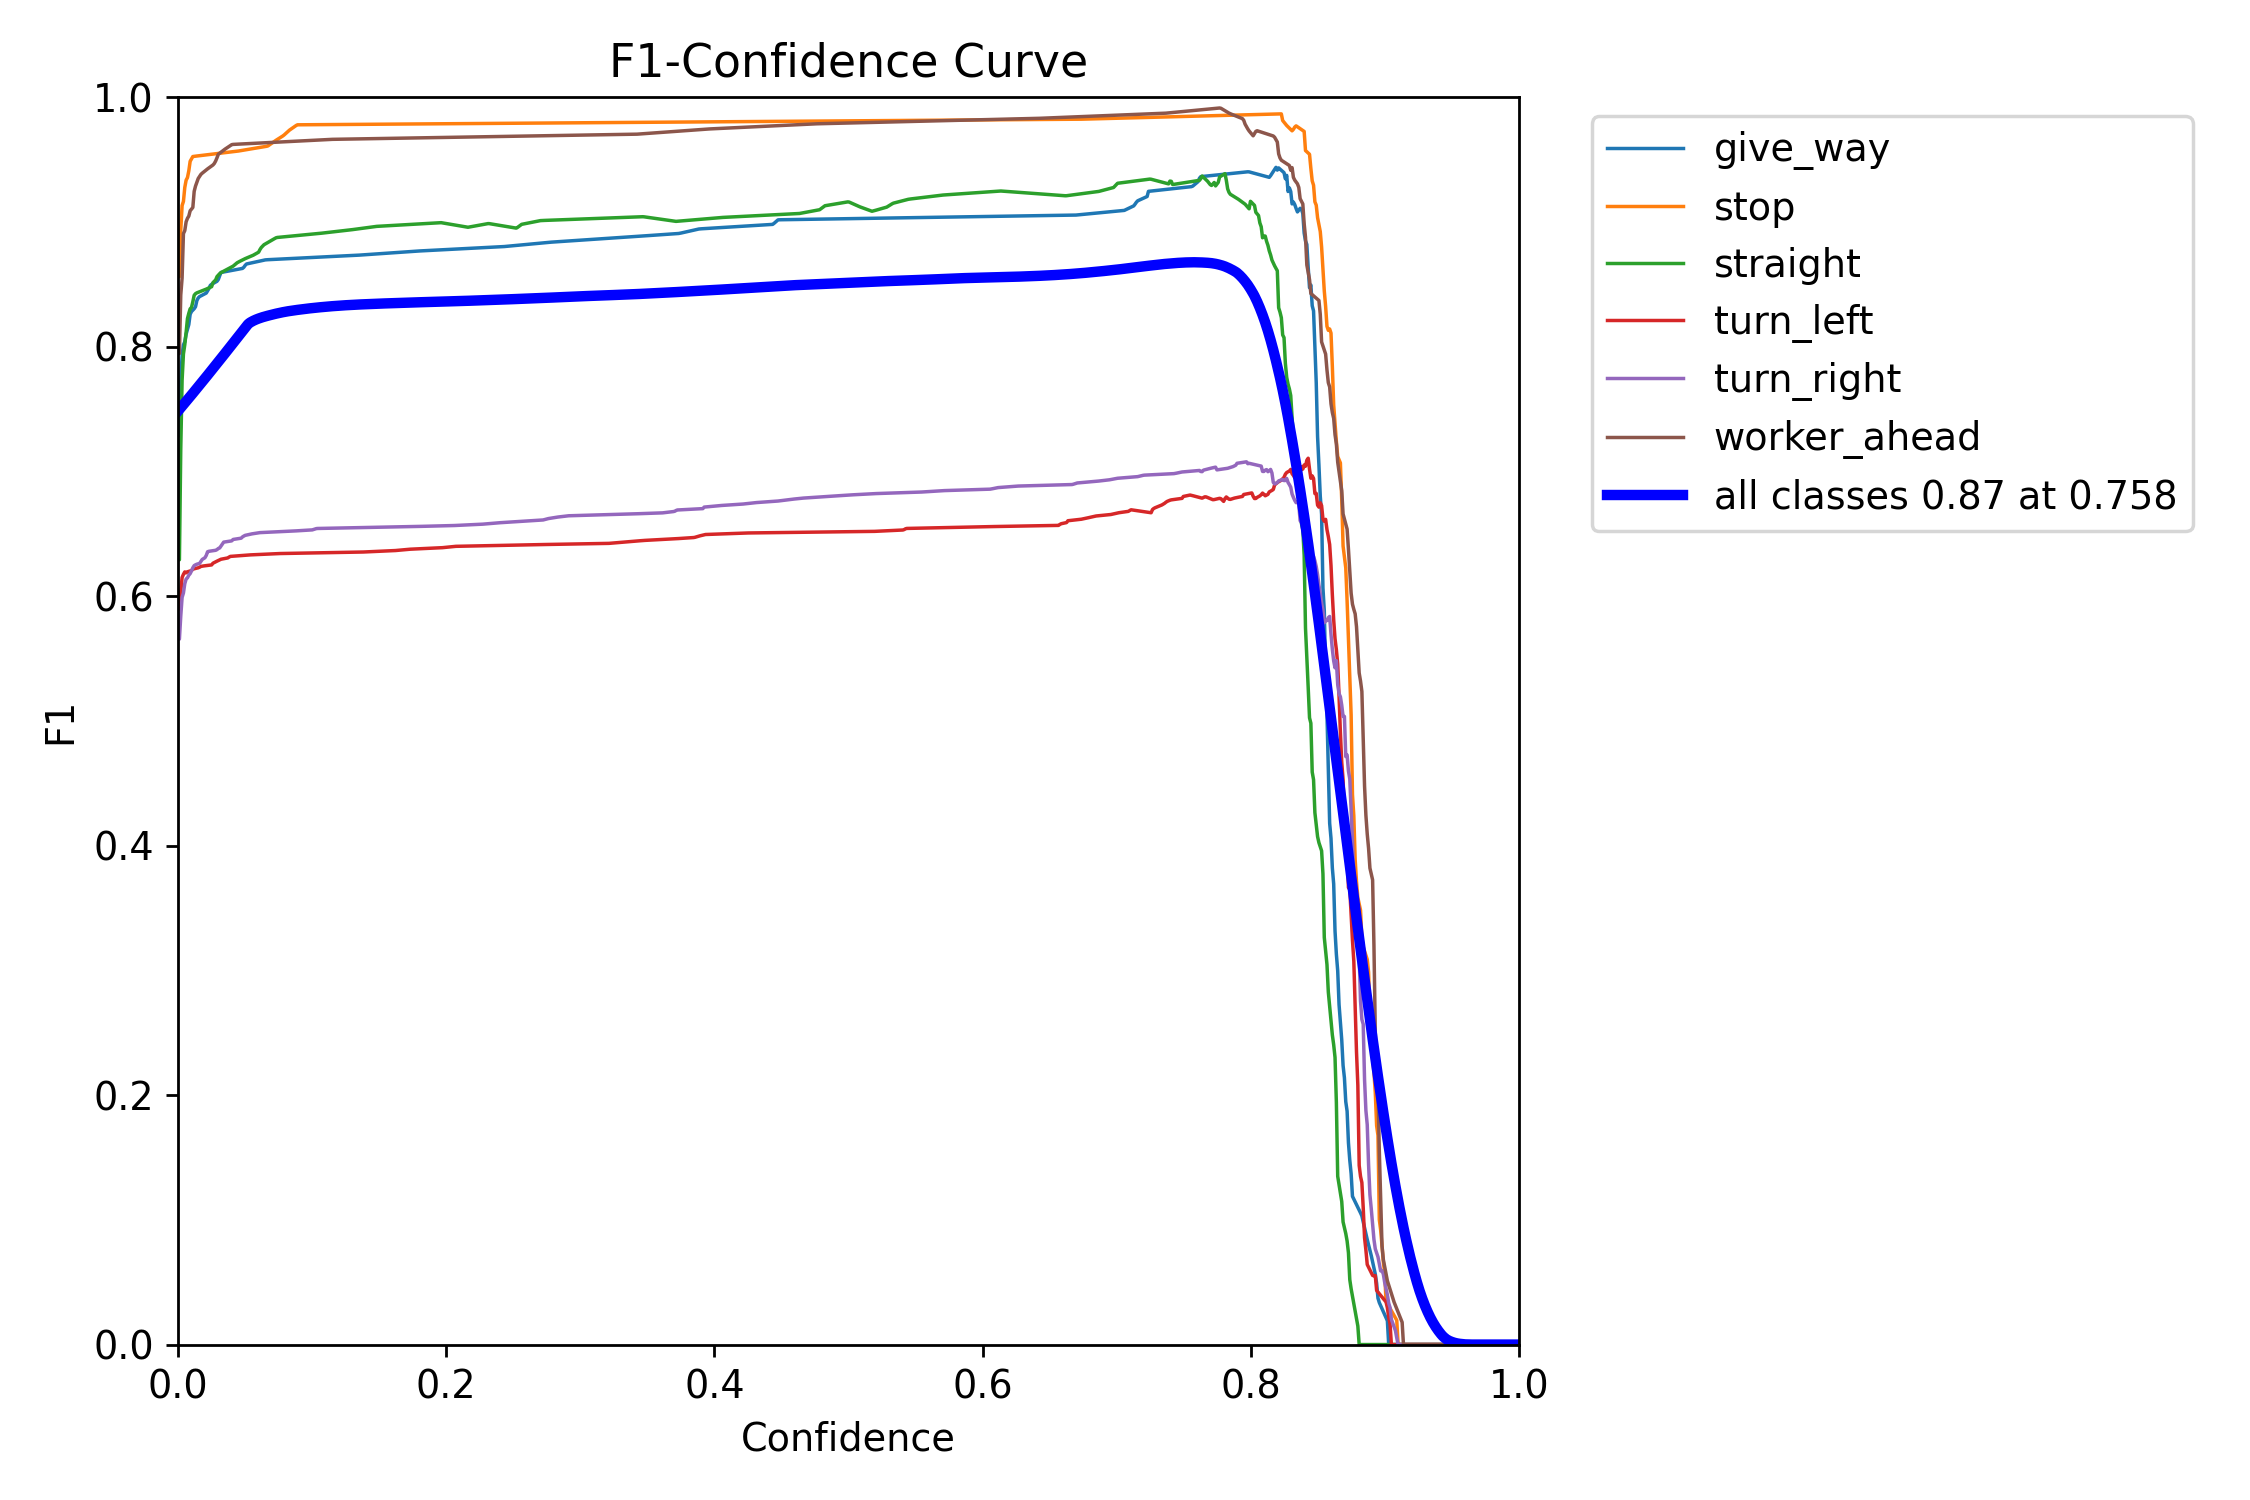 F1-Confidence Curve
1.0
0.8
0.6
0.4
0.2
0.0
F1
0.0 0.2 0.4 0.6 0.8 1.0
Confidence
give_way
stop
straight
turn_left
turn_right
worker_ahead
all classes 0.87 at 0.758